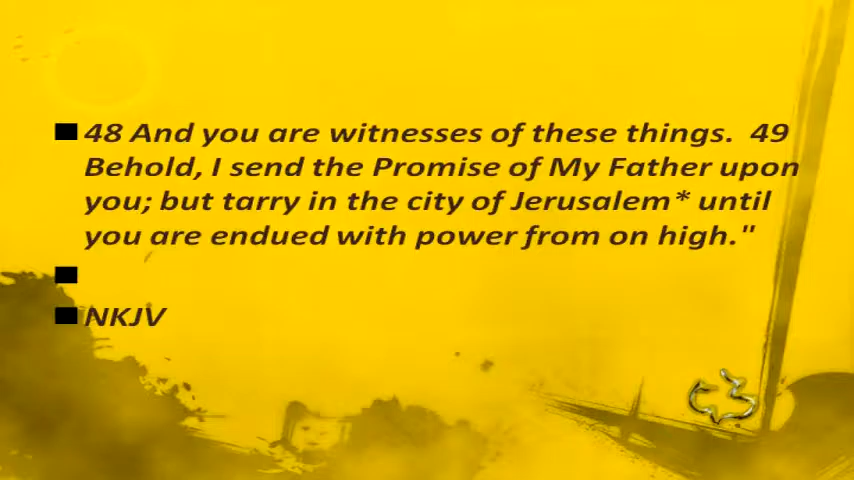 48 And you are witnesses of these things.  49
Behold, I send the Promise of My Father upon
you; but tarry in the city of Jerusalem* until
you are endued with power from on high."
NKJV